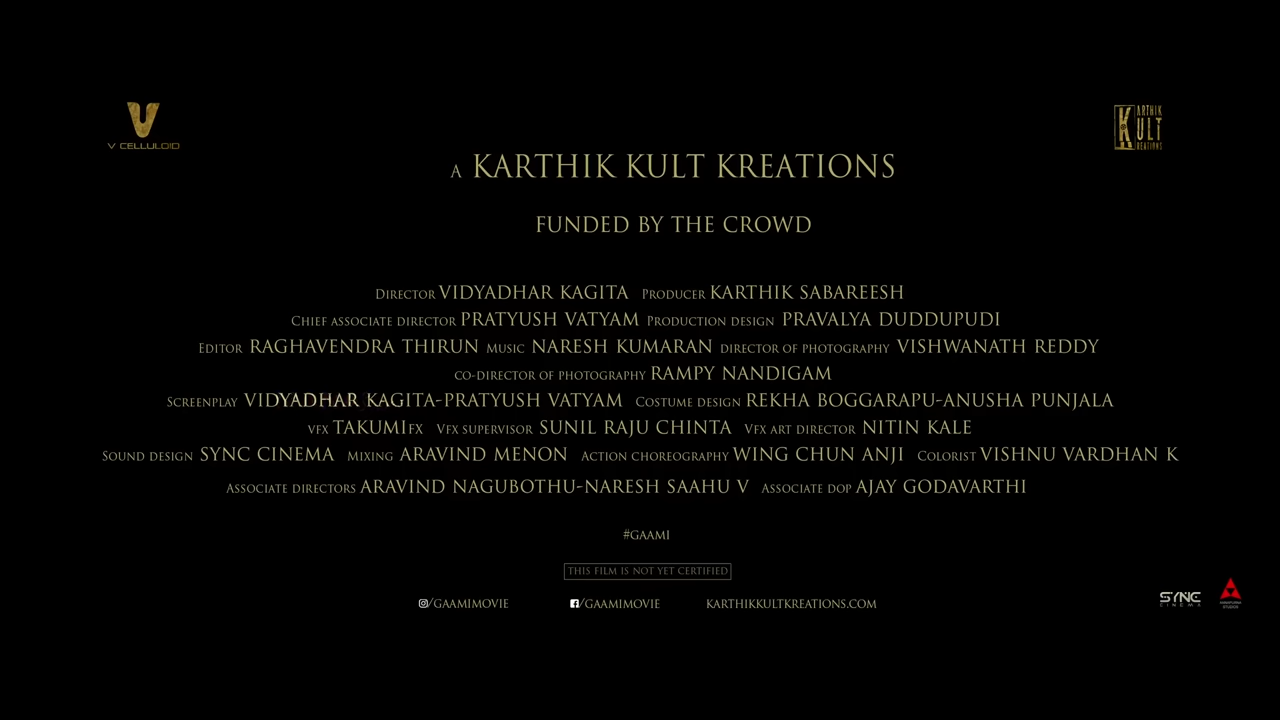 V
V CELLULOID
KARTHIK
KULT
KREATIONS
A KARTHIK KULT KREATIONS
FUNDED BY THE CROWD
DIRECTOR VIDYADHAR KAGITA PRODUCER KARTHIK SABAREESH
CHIEF ASSOCIATE DIRECTOR PRATYUSH VATYAM PRODUCTION DESIGN PRAVALYA DUDDUPUDI
EDITOR RAGHAVENDRA THIRUN MUSIC NARESH KUMARAN DIRECTOR OF PHOTOGRAPHY VISHWANATH REDDY
CO-DIRECTOR OF PHOTOGRAPHY RAMPY NANDIGAM
SCREENPLAY VIDYADHAR KAGITA-PRATYUSH VATYAM COSTUME DESIGN REKHA BOGGARAPU-ANUSHA PUNJALA
VFX TAKUMIFX VFX SUPERVISOR SUNIL RAJU CHINTA VFX ART DIRECTOR NITIN KALE
SOUND DESIGN SYNC CINEMA MIXING ARAVIND MENON ACTION CHOREOGRAPHY WING CHUN ANJI COLORIST VISHNU VARDHAN K
ASSOCIATE DIRECTORS ARAVIND NAGUBOTHU-NARESH SAAHU V ASSOCIATE DOP AJAY GODAVARTHI
#GAAMI
THIS FILM IS NOT YET CERTIFIED
/GAAMIMOVIE /GAAMIMOVIE KARTHIKKULTKREATIONS.COM
SYNC
CINEMA
ANNAPURNA
STUDIOS